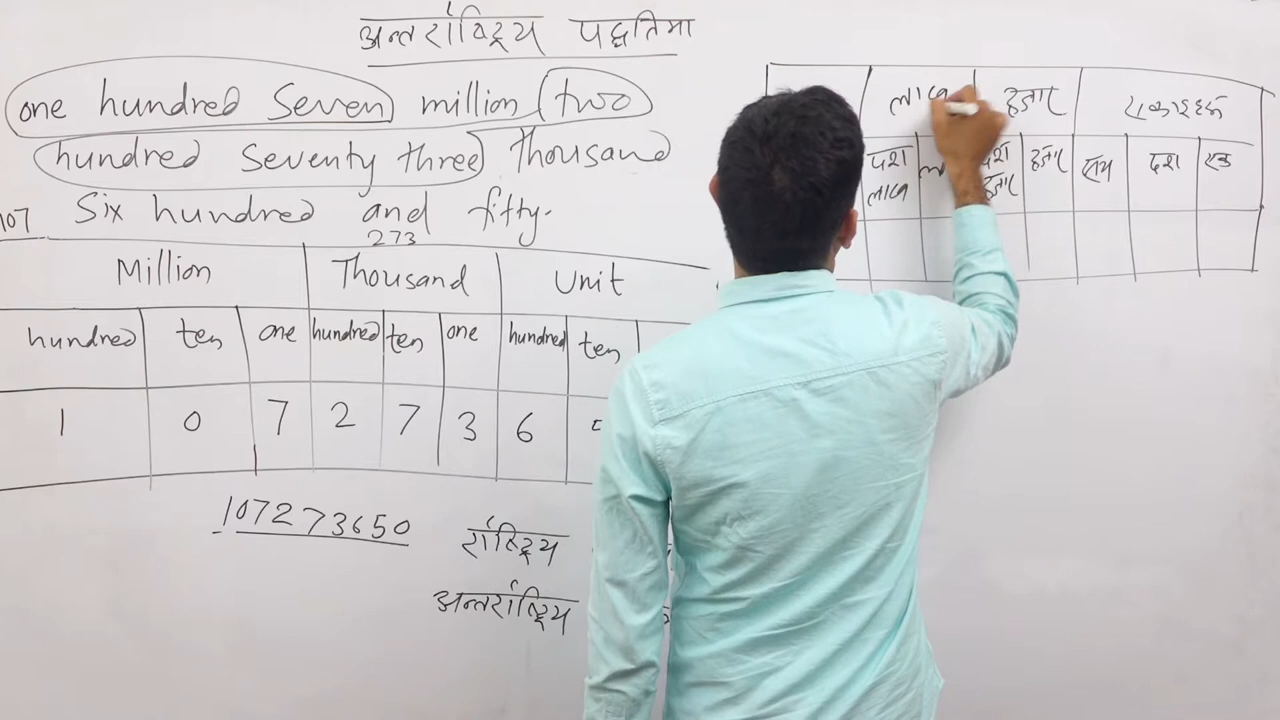 अन्तर्राष्ट्रिय पद्धतिमा
one hundred Seven million two
hundred Seventy three Thousand
107 Six hundred and fifty.
273
Million Thousand Unit
hundred ten one hundred ten one hundred ten
1 0 7 2 7 3 6
107273650
राष्ट्रिय
अन्तर्राष्ट्रिय
लाख हजार एकाइहरू
दश लाख दश हजार हजार सय दश एक